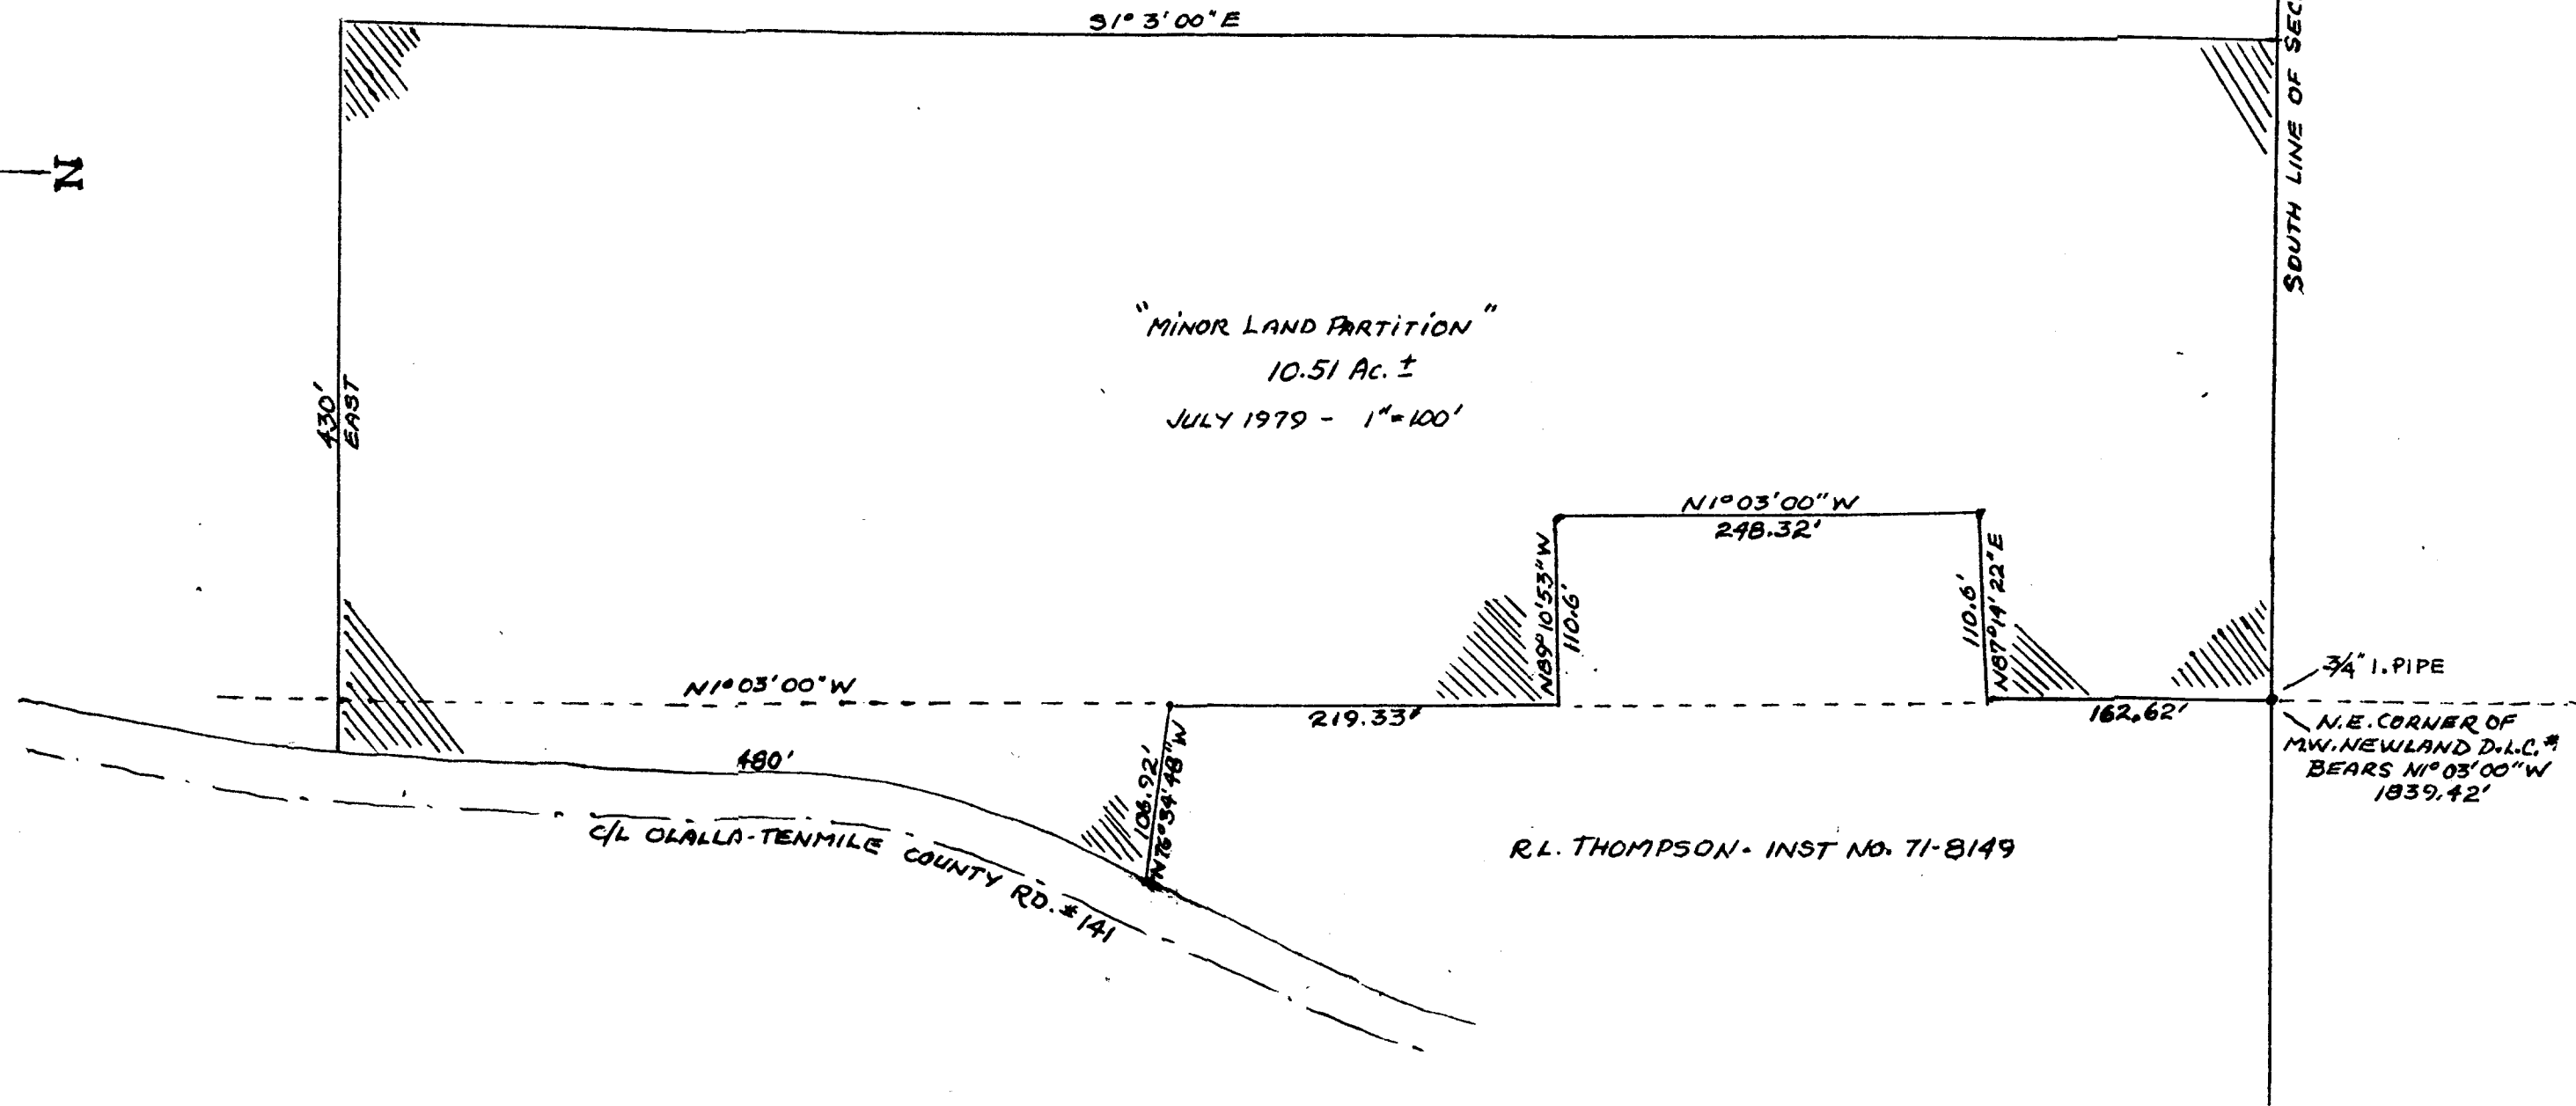 S1° 3' 00" E
SOUTH LINE OF SEC.
N
"MINOR LAND PARTITION"
10.51 Ac. ±
JULY 1979 - 1"=100'
430'
EAST
N1° 03' 00" W
248.32'
N89° 10' 53" W
110.6'
110.6'
N87° 14' 22" E
3/4" I. PIPE
N1° 03' 00" W
219.33'
162.62'
N.E. CORNER OF
M.W. NEWLAND D.L.C. #
BEARS N1° 03' 00" W
1839.42'
480'
N76° 34' 48" W
C/L OLALLA-TENMILE COUNTY RD. #141
R.L. THOMPSON - INST NO. 71-8149